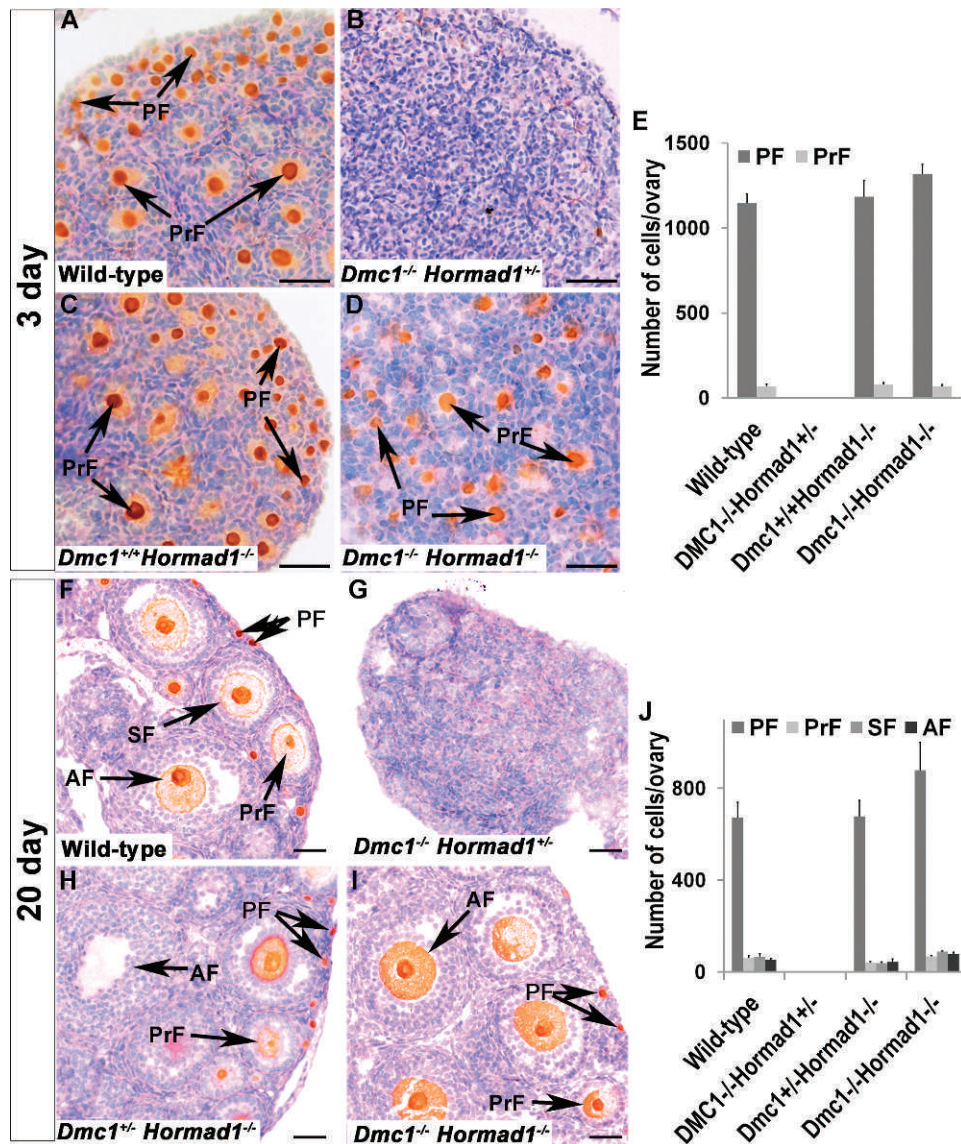 3 day
A
PF
PrF
Wild-type
B
Dmc1-/- Hormad1+/-
C
PF
PrF
Dmc1+/+Hormad1-/-
D
PrF
PF
Dmc1-/- Hormad1-/-
E
Number of cells/ovary
1500
1000
500
0
PF PrF
Wild-type
DMC1-/-Hormad1+/-
Dmc1+/+Hormad1-/-
Dmc1-/-Hormad1-/-
20 day
F
PF
SF
AF
PrF
Wild-type
G
Dmc1-/- Hormad1+/-
H
PF
AF
PrF
Dmc1+/- Hormad1-/-
I
AF
PF
PrF
Dmc1-/- Hormad1-/-
J
Number of cells/ovary
800
400
0
PF PrF SF AF
Wild-type
DMC1-/-Hormad1+/-
Dmc1+/-Hormad1-/-
Dmc1-/-Hormad1-/-